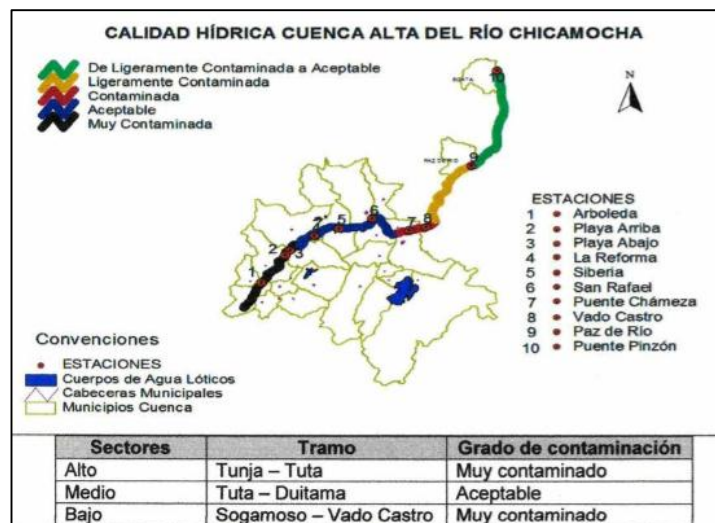 CALIDAD HÍDRICA CUENCA ALTA DEL RÍO CHICAMOCHA
De Ligeramente Contaminada a Aceptable
Ligeramente Contaminada
Contaminada
Aceptable
Muy Contaminada
N
10
PAZ DE RIO
9
6
5
7
8
2
3
1
ESTACIONES
1 Arboleda
2 Playa Arriba
3 Playa Abajo
4 La Reforma
5 Siberia
6 San Rafael
7 Puente Chámeza
8 Vado Castro
9 Paz de Río
10 Puente Pinzón
Convenciones
ESTACIONES
Cuerpos de Agua Lóticos
Cabeceras Municipales
Municipios Cuenca
Sectores Tramo Grado de contaminación
Alto Tunja – Tuta Muy contaminado
Medio Tuta – Duitama Aceptable
Bajo Sogamoso – Vado Castro Muy contaminado